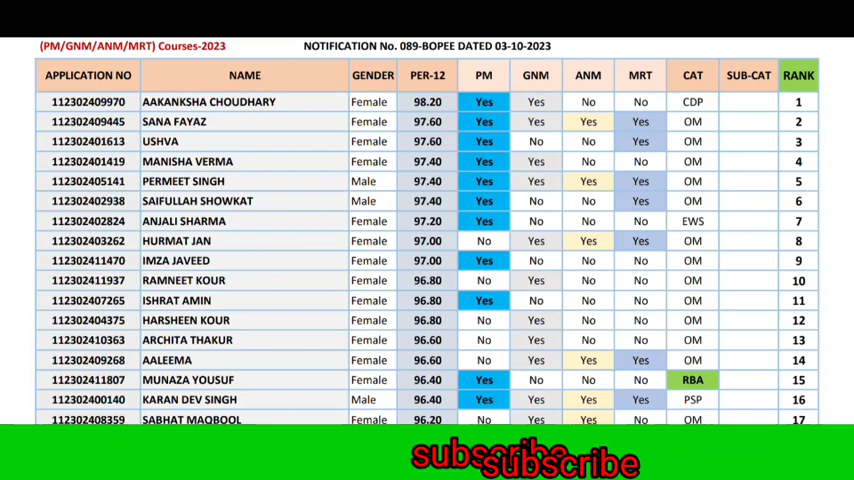 (PM/GNM/ANM/MRT) Courses-2023 NOTIFICATION No. 089-BOPEE DATED 03-10-2023
APPLICATION NO NAME GENDER PER-12 PM GNM ANM MRT CAT SUB-CAT RANK
112302409970 AAKANKSHA CHOUDHARY Female 98.20 Yes Yes No No CDP 1
112302409445 SANA FAYAZ Female 97.60 Yes Yes Yes Yes OM 2
112302401613 USHVA Female 97.60 Yes No No Yes OM 3
112302401419 MANISHA VERMA Female 97.40 Yes Yes No No OM 4
112302405141 PERMEET SINGH Male 97.40 Yes Yes Yes Yes OM 5
112302402938 SAIFULLAH SHOWKAT Male 97.40 Yes No No Yes OM 6
112302402824 ANJALI SHARMA Female 97.20 Yes No No No EWS 7
112302403262 HURMAT JAN Female 97.00 No Yes Yes Yes OM 8
112302411470 IMZA JAVEED Female 97.00 Yes No No No OM 9
112302411937 RAMNEET KOUR Female 96.80 No Yes No No OM 10
112302407265 ISHRAT AMIN Female 96.80 Yes No No No OM 11
112302404375 HARSHEEN KOUR Female 96.80 No Yes No No OM 12
112302410363 ARCHITA THAKUR Female 96.60 No Yes No No OM 13
112302409268 AALEEMA Female 96.60 No Yes Yes Yes OM 14
112302411807 MUNAZA YOUSUF Female 96.40 Yes No No No RBA 15
112302400140 KARAN DEV SINGH Male 96.40 Yes Yes Yes Yes PSP 16
112302408359 SABHAT MAQBOOL Female 96.20 No Yes Yes No OM 17
subscribe
subscribe